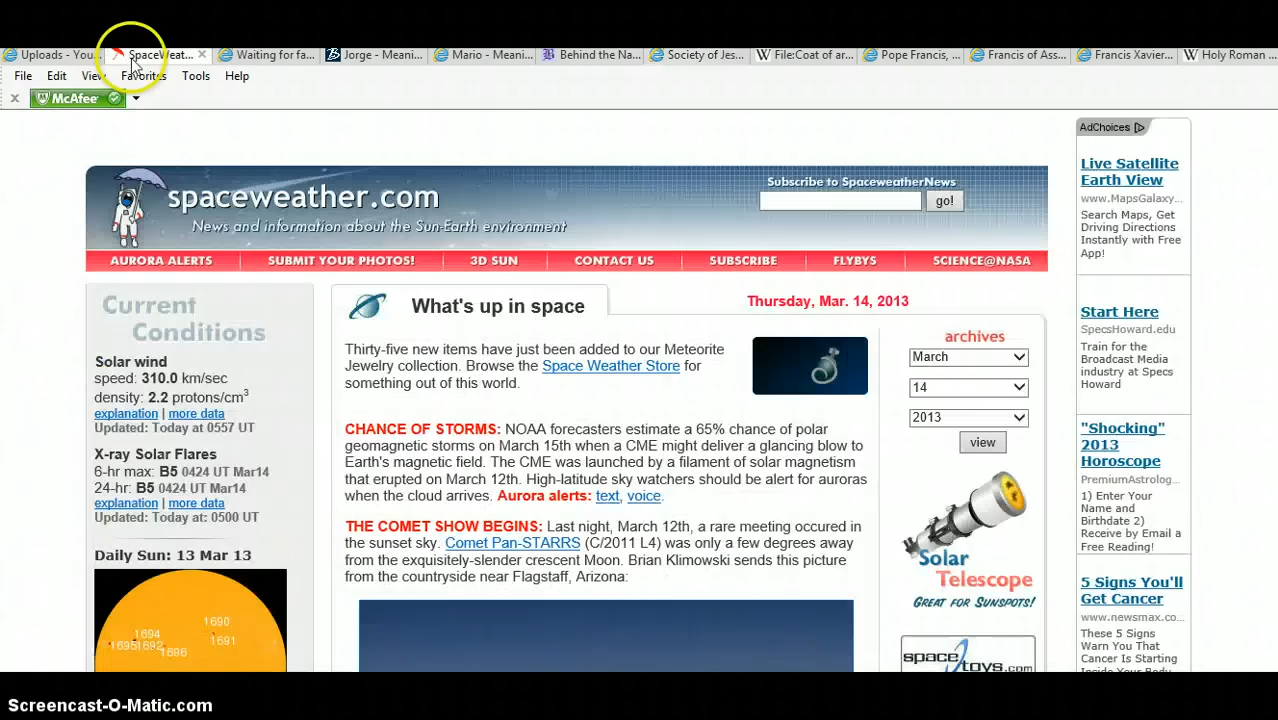 Uploads - You...
SpaceWeat...
Waiting for fa...
Jorge - Meani...
Mario - Meani...
Behind the Na...
Society of Jes...
File:Coat of ar...
Pope Francis, ...
Francis of Ass...
Francis Xavier...
Holy Roman ...
File Edit View Favorites Tools Help
x McAfee
spaceweather.com
News and information about the Sun-Earth environment
Subscribe to SpaceweatherNews
go!
AURORA ALERTS
SUBMIT YOUR PHOTOS!
3D SUN
CONTACT US
SUBSCRIBE
FLYBYS
SCIENCE@NASA
Current
Conditions
Solar wind
speed: 310.0 km/sec
density: 2.2 protons/cm3
explanation | more data
Updated: Today at 0557 UT
X-ray Solar Flares
6-hr max: B5 0424 UT Mar14
24-hr: B5 0424 UT Mar14
explanation | more data
Updated: Today at: 0500 UT
Daily Sun: 13 Mar 13
1690
1694
1691
1695
1692
1696
What's up in space
Thursday, Mar. 14, 2013
Thirty-five new items have just been added to our Meteorite
Jewelry collection. Browse the Space Weather Store for
something out of this world.
CHANCE OF STORMS: NOAA forecasters estimate a 65% chance of polar
geomagnetic storms on March 15th when a CME might deliver a glancing blow to
Earth's magnetic field. The CME was launched by a filament of solar magnetism
that erupted on March 12th. High-latitude sky watchers should be alert for auroras
when the cloud arrives. Aurora alerts: text, voice.
THE COMET SHOW BEGINS: Last night, March 12th, a rare meeting occured in
the sunset sky. Comet Pan-STARRS (C/2011 L4) was only a few degrees away
from the exquisitely-slender crescent Moon. Brian Klimowski sends this picture
from the countryside near Flagstaff, Arizona:
archives
March
14
2013
view
Solar
Telescope
GREAT FOR SUNSPOTS!
space
toys.com
AdChoices
Live Satellite
Earth View
www.MapsGalaxy...
Search Maps, Get
Driving Directions
Instantly with Free
App!
Start Here
SpecsHoward.edu
Train for the
Broadcast Media
industry at Specs
Howard
"Shocking"
2013
Horoscope
PremiumAstrolog...
1) Enter Your
Name and
Birthdate 2)
Receive by Email a
Free Reading!
5 Signs You'll
Get Cancer
www.newsmax.co...
These 5 Signs
Warn You That
Cancer Is Starting
Inside Your Body
Screencast-O-Matic.com